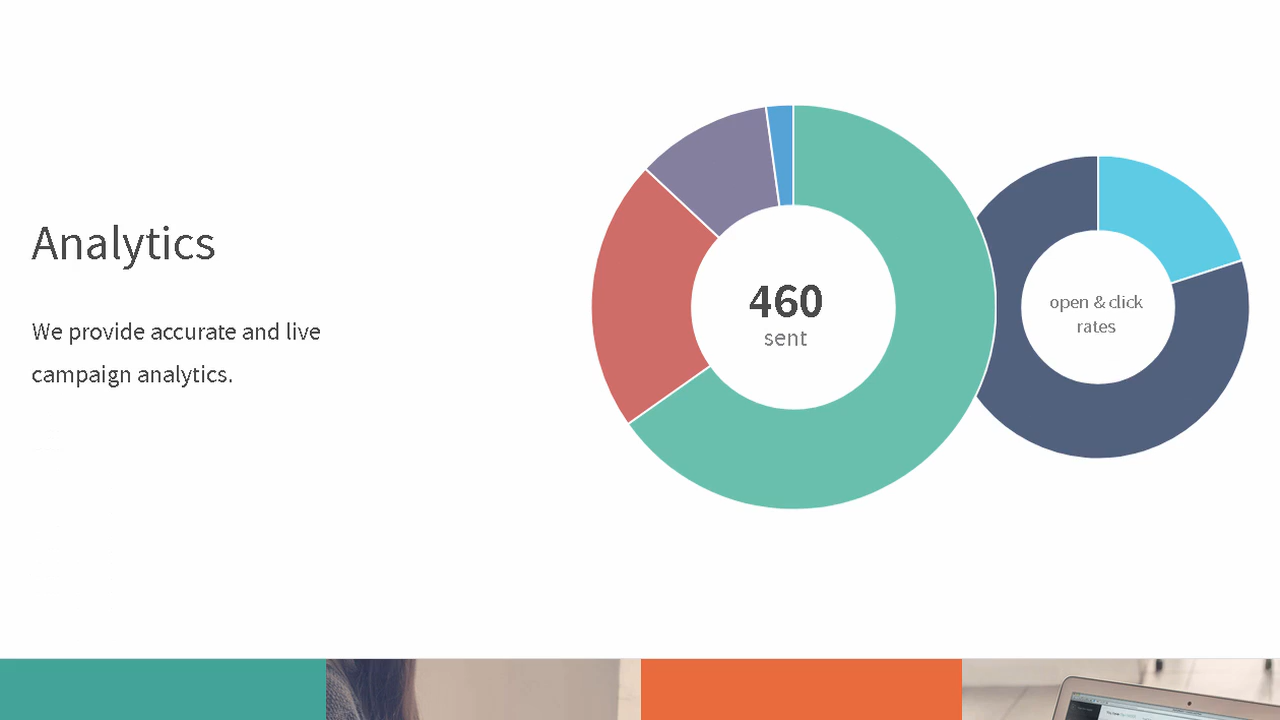 Analytics
We provide accurate and live
campaign analytics.
460
sent
open & click
rates